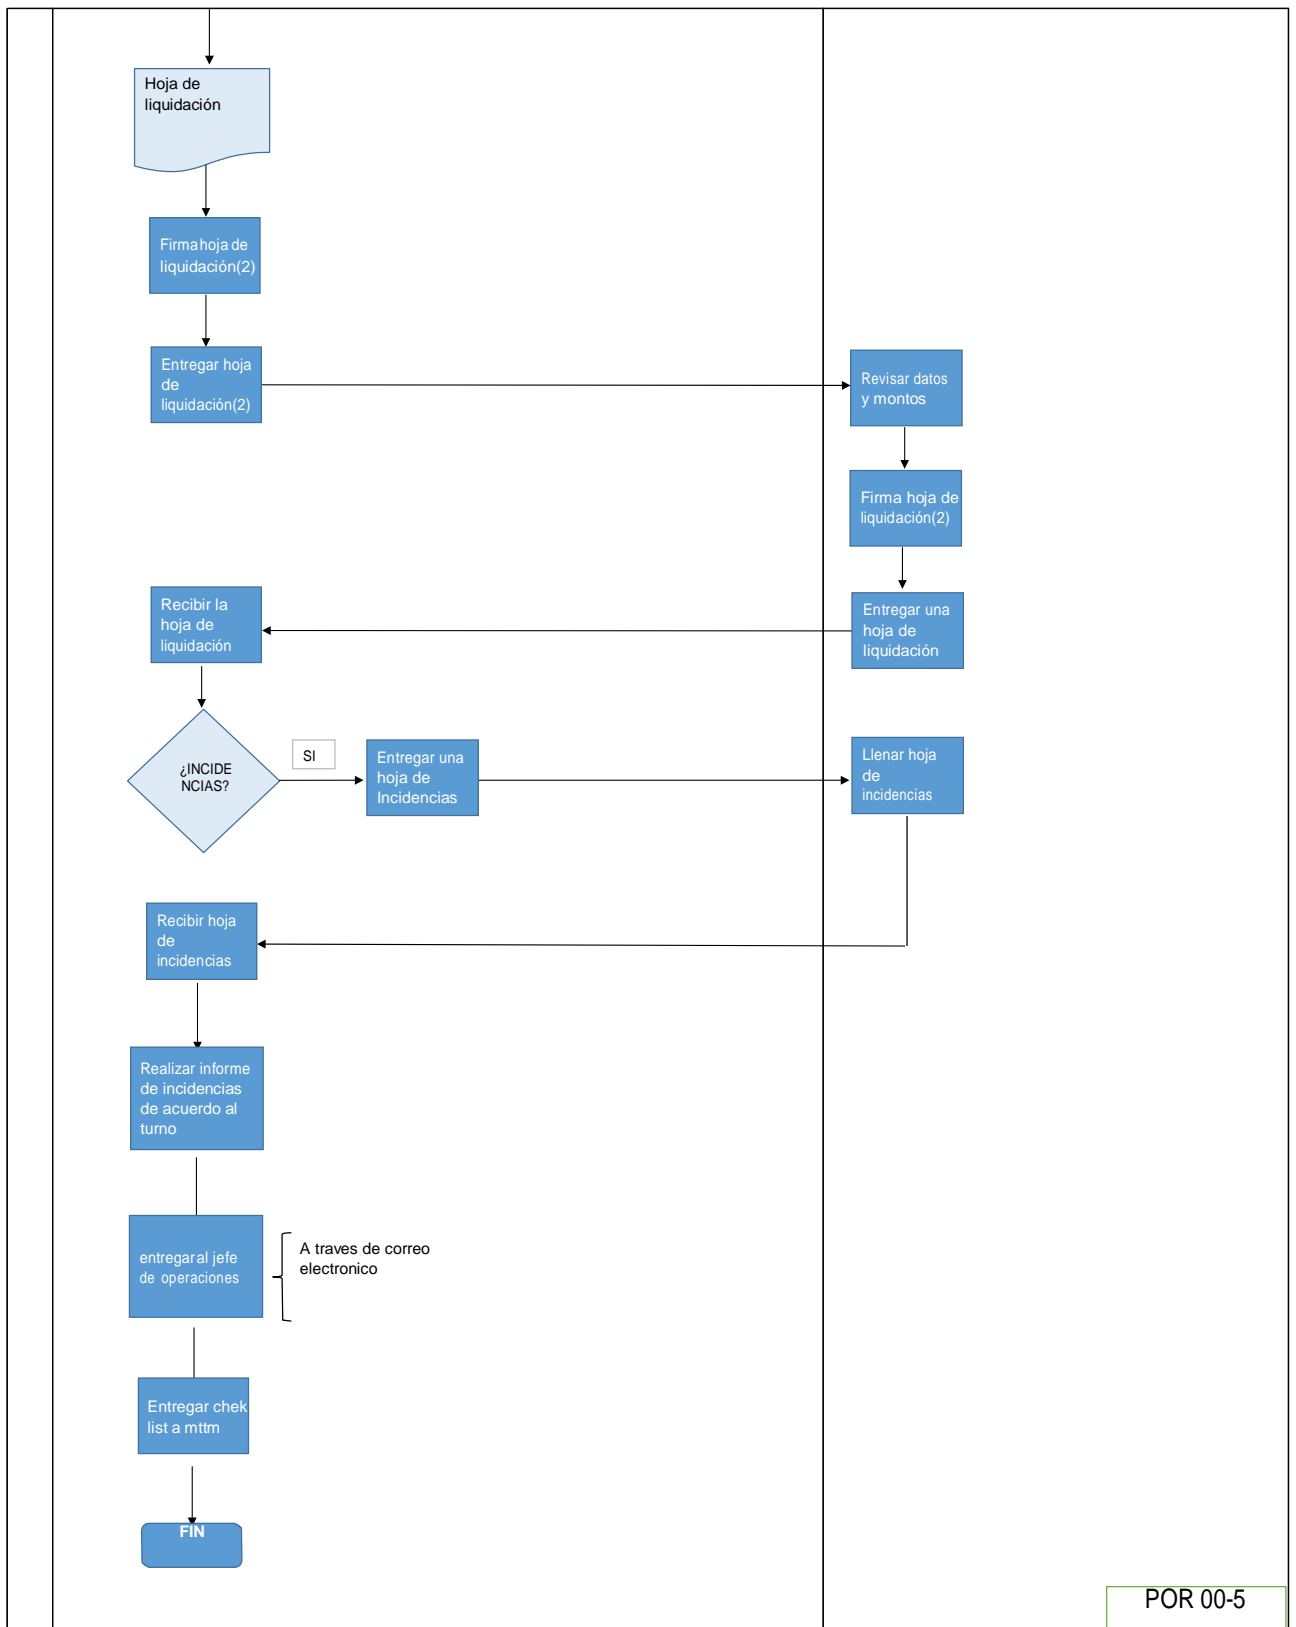 Hoja de
liquidación
Firma hoja de
liquidación(2)
Entregar hoja
de
liquidación(2)
Revisar datos
y montos
Firma hoja de
liquidación(2)
Entregar una
hoja de
liquidación
Recibir la
hoja de
liquidación
¿INCIDE
NCIAS?
SI
Entregar una
hoja de
Incidencias
Llenar hoja
de
incidencias
Recibir hoja
de
incidencias
Realizar informe
de incidencias
de acuerdo al
turno
entregar al jefe
de operaciones
A traves de correo
electronico
Entregar chek
list a mttm
FIN
POR 00-5